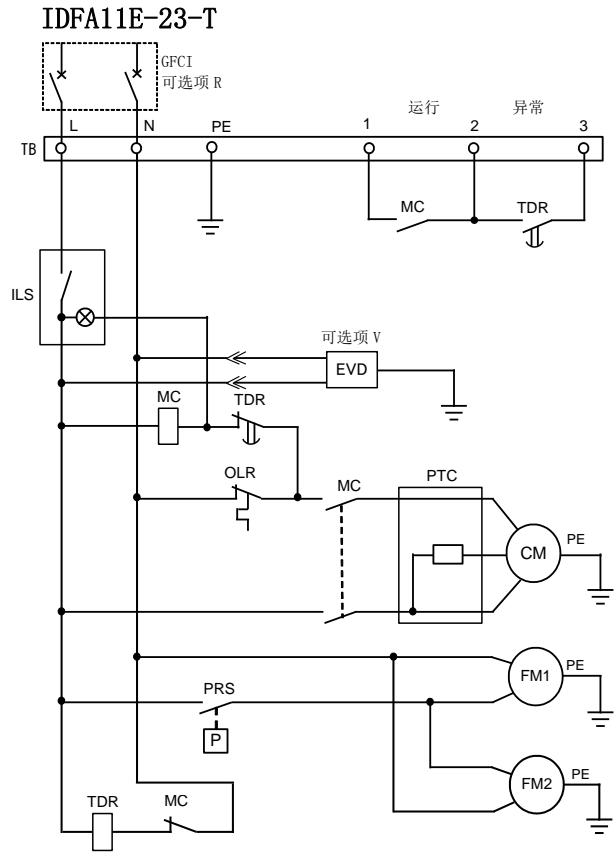 IDFA11E-23-T
GFCI
可选项 R
运行 异常
L N PE 1 2 3
TB
MC TDR
ILS
可选项 V
EVD
MC TDR
OLR MC PTC
CM PE
PRS FM1 PE
P
FM2 PE
TDR MC